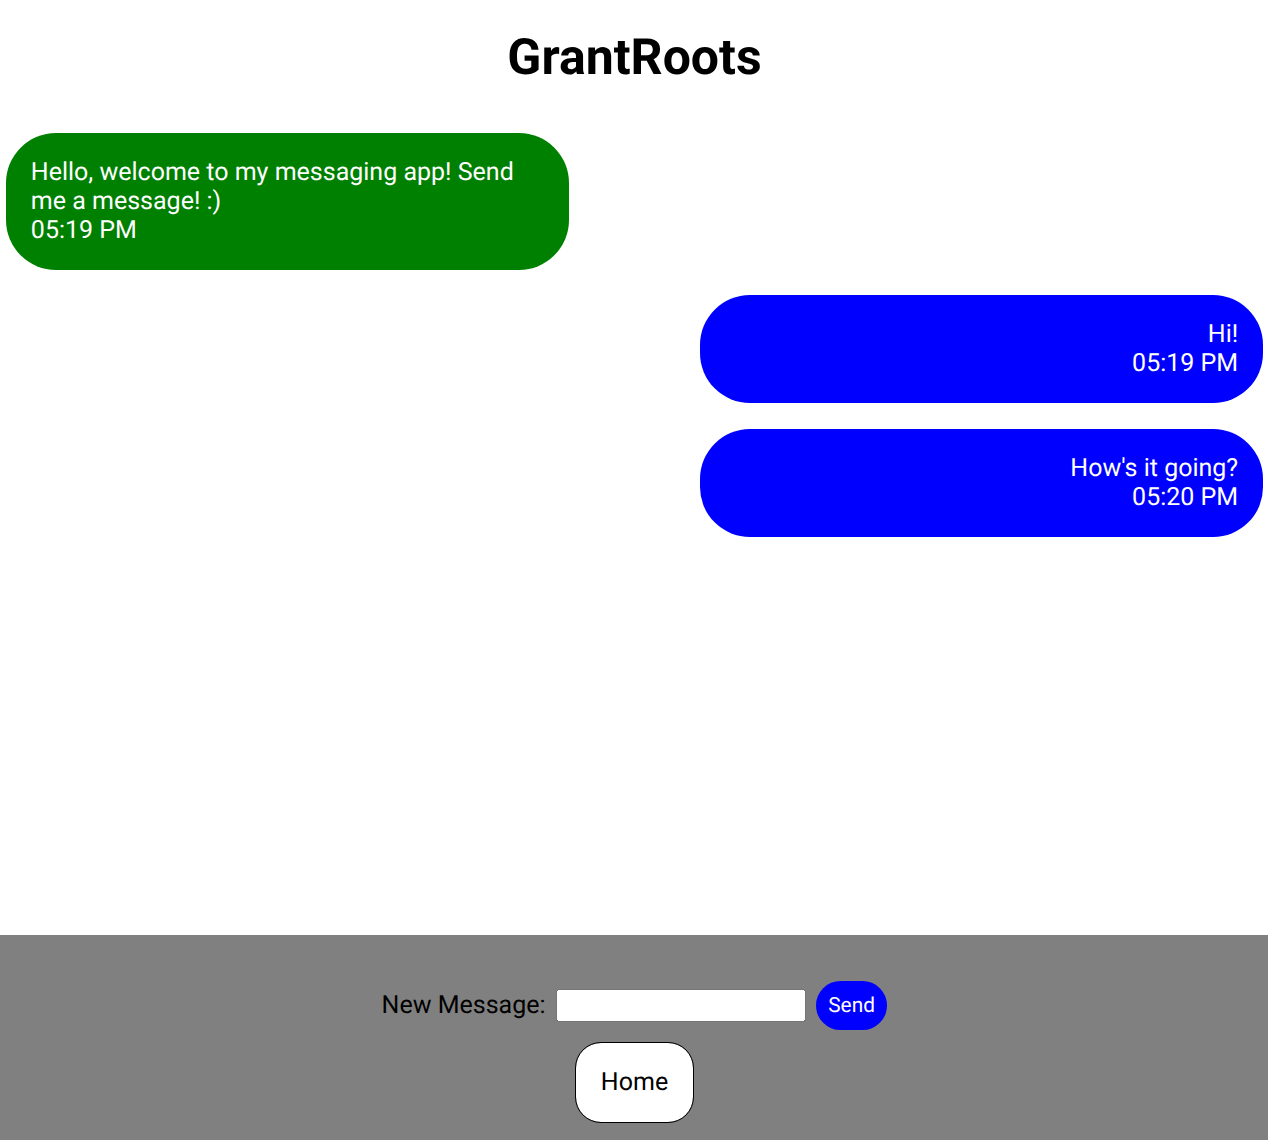 GrantRoots
Hello, welcome to my messaging app! Send
me a message! :)
05:19 PM
Hi!
05:19 PM
How's it going?
05:20 PM
New Message:
Send
Home